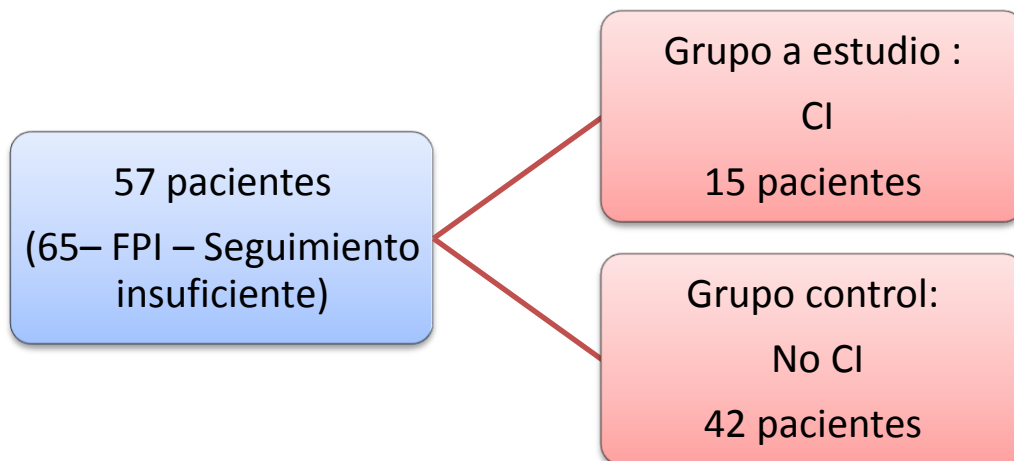 57 pacientes
(65– FPI – Seguimiento
insuficiente)
Grupo a estudio :
CI
15 pacientes
Grupo control:
No CI
42 pacientes